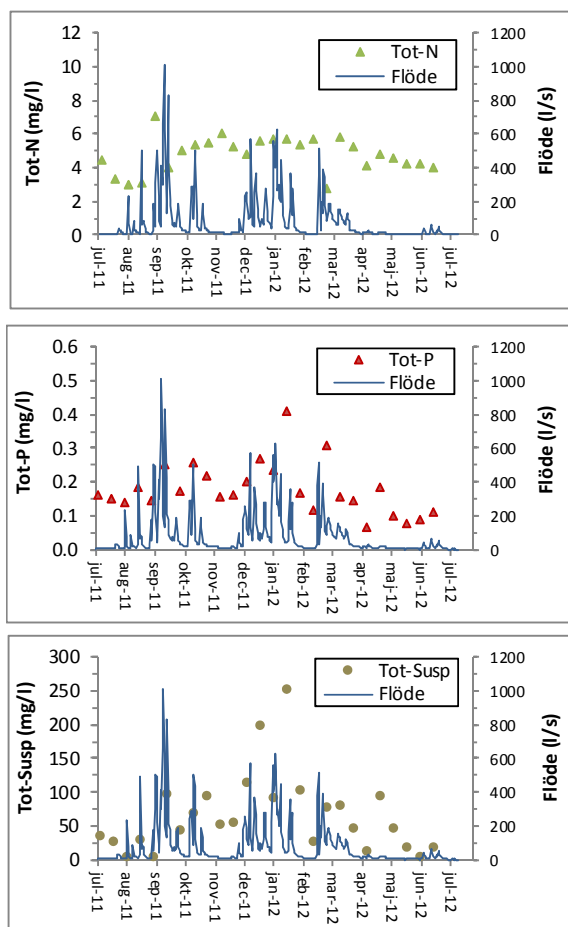 12
10
8
6
4
2
0
Tot-N (mg/l)
Tot-N
Flöde
1200
1000
800
600
400
200
0
Flöde (l/s)
jul-11
aug-11
sep-11
okt-11
nov-11
dec-11
jan-12
feb-12
mar-12
apr-12
maj-12
jun-12
jul-12
0.6
0.5
0.4
0.3
0.2
0.1
0.0
Tot-P (mg/l)
Tot-P
Flöde
1200
1000
800
600
400
200
0
Flöde (l/s)
jul-11
aug-11
sep-11
okt-11
nov-11
dec-11
jan-12
feb-12
mar-12
apr-12
maj-12
jun-12
jul-12
300
250
200
150
100
50
0
Tot-Susp (mg/l)
Tot-Susp
Flöde
1200
1000
800
600
400
200
0
Flöde (l/s)
jul-11
aug-11
sep-11
okt-11
nov-11
dec-11
jan-12
feb-12
mar-12
apr-12
maj-12
jun-12
jul-12